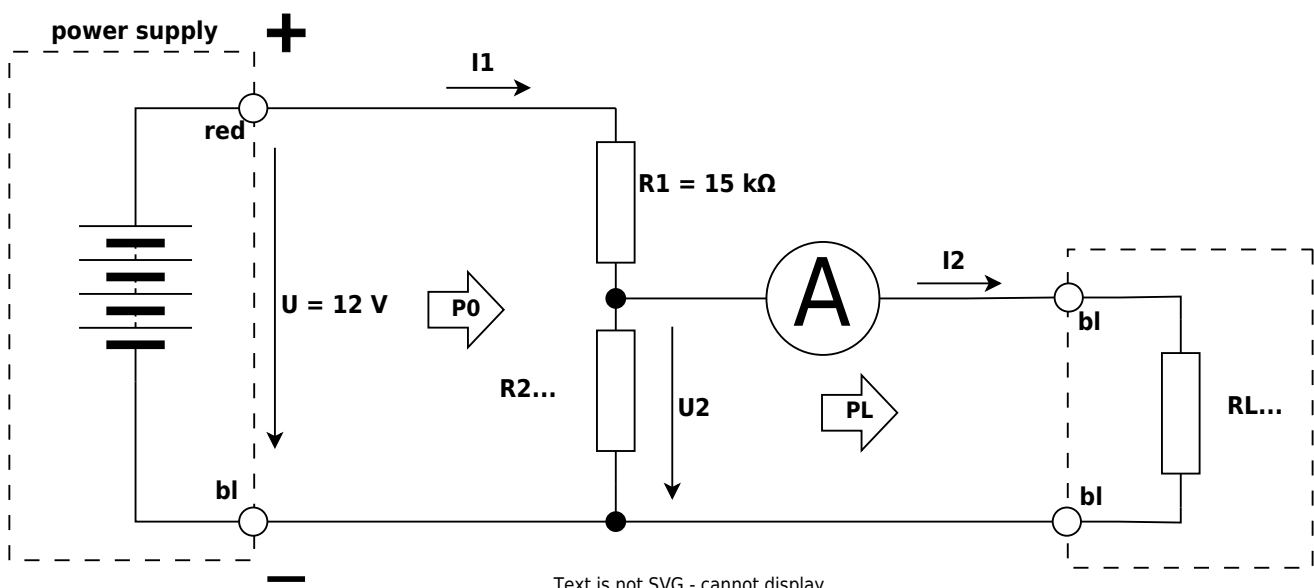 power supply
+
I1
red
R1 = 15 kΩ
I2
U = 12 V
P0
A
bl
R2...
U2
PL
RL...
bl
bl
−
Text is not SVG - cannot display